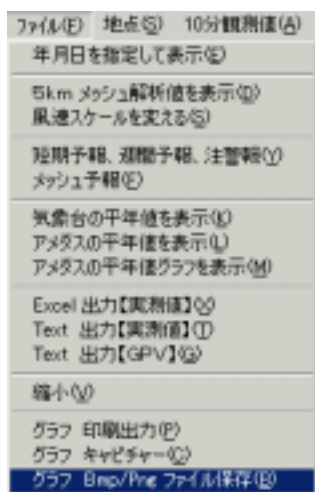 ファイル(F) 地点(S) 10分観測値(A)
年月日を指定して表示(E)
5km メッシュ解析値を表示(D)
風速スケールを変える(S)
短期予報、週間予報、注警報(Y)
メッシュ予報(F)
気象台の平年値を表示(K)
アメダスの平年値を表示(L)
アメダスの平年値グラフを表示(M)
Excel 出力【実測値】(X)
Text 出力【実測値】(T)
Text 出力【GPV】(G)
縮小(V)
グラフ 印刷出力(P)
グラフ キャピチャー(C)
グラフ Bmp/Png ファイル保存(B)